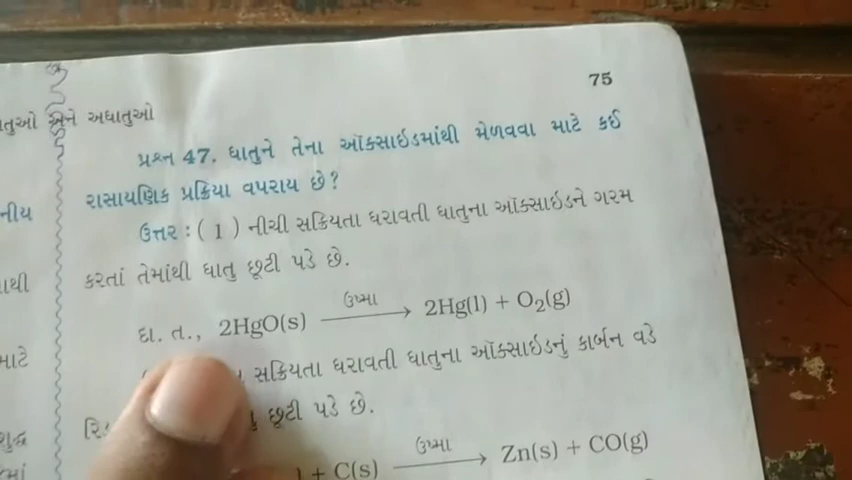 75
અને અધાતુઓ
પ્રશ્ન 47. ધાતુને તેના ઑક્સાઇડમાંથી મેળવવા માટે કઈ
રાસાયણિક પ્રક્રિયા વપરાય છે?
ઉત્તર : ( 1 ) નીચી સક્રિયતા ધરાવતી ધાતુના ઑક્સાઇડને ગરમ
કરતાં તેમાંથી ધાતુ છૂટી પડે છે.
દા. ત., 2HgO(s) ઉષ્મા ⟶ 2Hg(l) + O₂(g)
સક્રિયતા ધરાવતી ધાતુના ઑક્સાઇડનું કાર્બન વડે
છૂટી પડે છે.
+ C(s) ઉષ્મા ⟶ Zn(s) + CO(g)